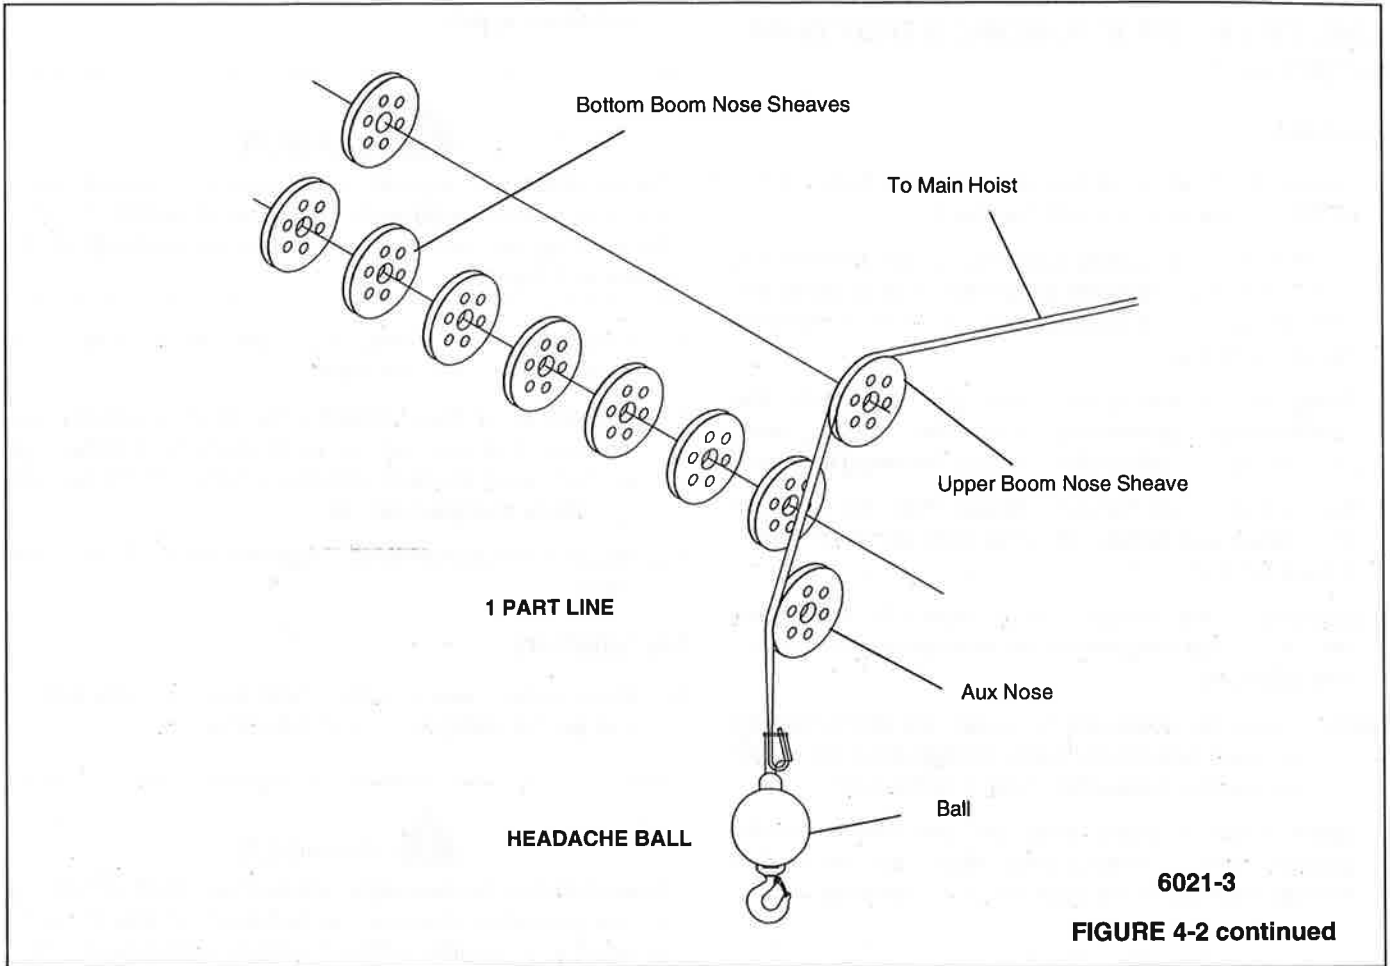 Bottom Boom Nose Sheaves
To Main Hoist
Upper Boom Nose Sheave
1 PART LINE
Aux Nose
Ball
HEADACHE BALL
6021-3
FIGURE 4-2 continued